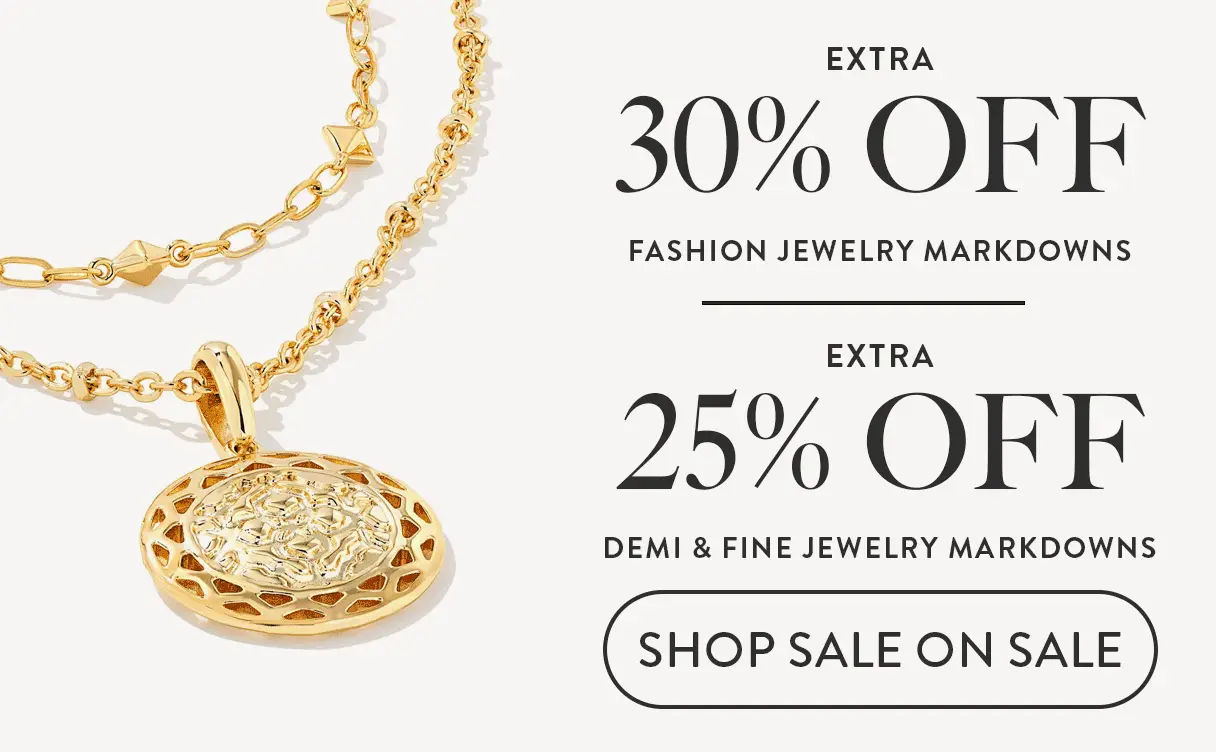 EXTRA
30% OFF
FASHION JEWELRY MARKDOWNS
EXTRA
25% OFF
DEMI & FINE JEWELRY MARKDOWNS
SHOP SALE ON SALE